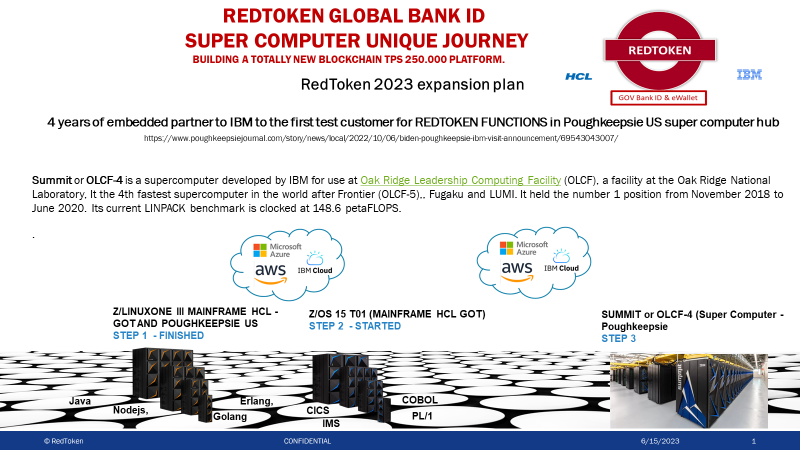 REDTOKEN GLOBAL BANK ID
SUPER COMPUTER UNIQUE JOURNEY
BUILDING A TOTALLY NEW BLOCKCHAIN TPS 250.000 PLATFORM.
RedToken 2023 expansion plan
REDTOKEN
GOV Bank ID & eWallet
HCL
IBM
4 years of embedded partner to IBM to the first test customer for REDTOKEN FUNCTIONS in Poughkeepsie US super computer hub
https://www.poughkeepsiejournal.com/story/news/local/2022/10/06/biden-poughkeepsie-ibm-visit-announcement/69543043007/
Summit or OLCF-4 is a supercomputer developed by IBM for use at Oak Ridge Leadership Computing Facility (OLCF), a facility at the Oak Ridge National
Laboratory, It the 4th fastest supercomputer in the world after Frontier (OLCF-5),, Fugaku and LUMI. It held the number 1 position from November 2018 to
June 2020. Its current LINPACK benchmark is clocked at 148.6 petaFLOPS.
.
Microsoft
Azure
aws
IBM Cloud
Microsoft
Azure
aws
IBM Cloud
Z/LINUXONE III MAINFRAME HCL -
GOT AND POUGHKEEPSIE US
STEP 1 - FINISHED
Z/OS 15 T01 (MAINFRAME HCL GOT)
STEP 2 - STARTED
SUMMIT or OLCF-4 (Super Computer -
Poughkeepsie
STEP 3
Java
Nodejs,
Erlang,
Golang
CICS
IMS
COBOL
PL/1
© RedToken
CONFIDENTIAL
6/15/2023
1